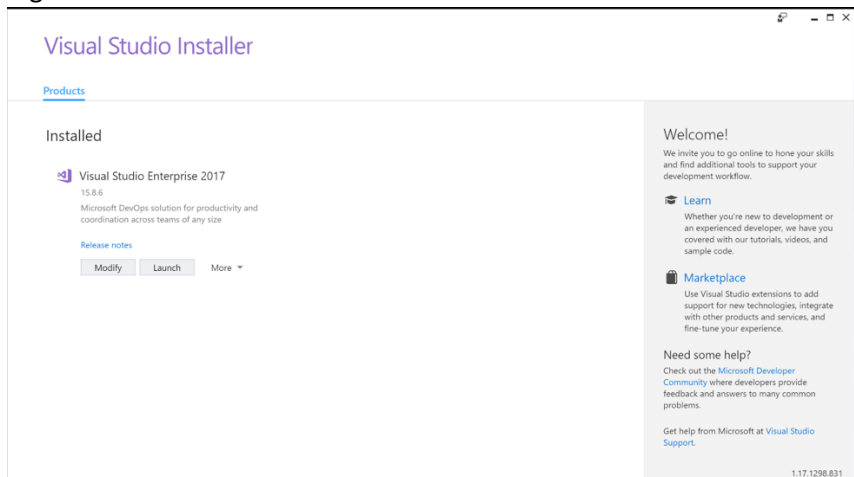 Visual Studio Installer
Products
Installed
Visual Studio Enterprise 2017
15.8.6
Microsoft DevOps solution for productivity and
coordination across teams of any size
Release notes
Modify
Launch
More
Welcome!
We invite you to go online to hone your skills
and find additional tools to support your
development workflow.
Learn
Whether you're new to development or
an experienced developer, we have you
covered with our tutorials, videos, and
sample code.
Marketplace
Use Visual Studio extensions to add
support for new technologies, integrate
with other products and services, and
fine-tune your experience.
Need some help?
Check out the Microsoft Developer
Community where developers provide
feedback and answers to many common
problems.
Get help from Microsoft at Visual Studio
Support.
1.17.1298.831